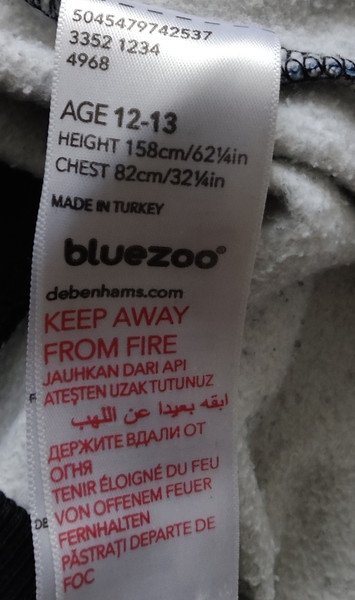 5045479742537
3352 1234
4968
AGE 12-13
HEIGHT 158cm/62¼in
CHEST 82cm/32¼in
MADE IN TURKEY
bluezoo®
debenhams.com
KEEP AWAY
FROM FIRE
JAUHKAN DARI API
ATEŞTEN UZAK TUTUNUZ
ابقه بعيدا عن اللهب
ДЕРЖИТЕ ВДАЛИ ОТ
ОГНЯ
TENIR ÉLOIGNÉ DU FEU
VON OFFENEM FEUER
FERNHALTEN
PĂSTRAŢI DEPARTE DE
FOC